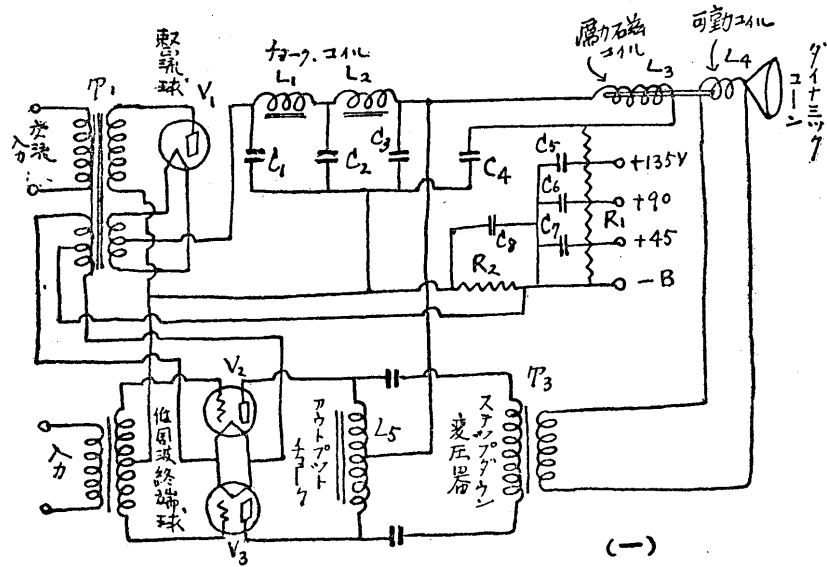 整流球
V₁
T₁
交流
入力
チョーク.コイル
L₁
L₂
C₁
C₂
C₃
C₄
励力石磁
コイル
L₃
可動コイル
L₄
ダイナミック
コーン
C₅
C₆
C₇
C₈
R₁
R₂
+135V
+90
+45
−B
V₂
V₃
入力
低周波終端球
アウトプット
チョーク
L₅
ステップダウン
変圧器
T₃
(一)